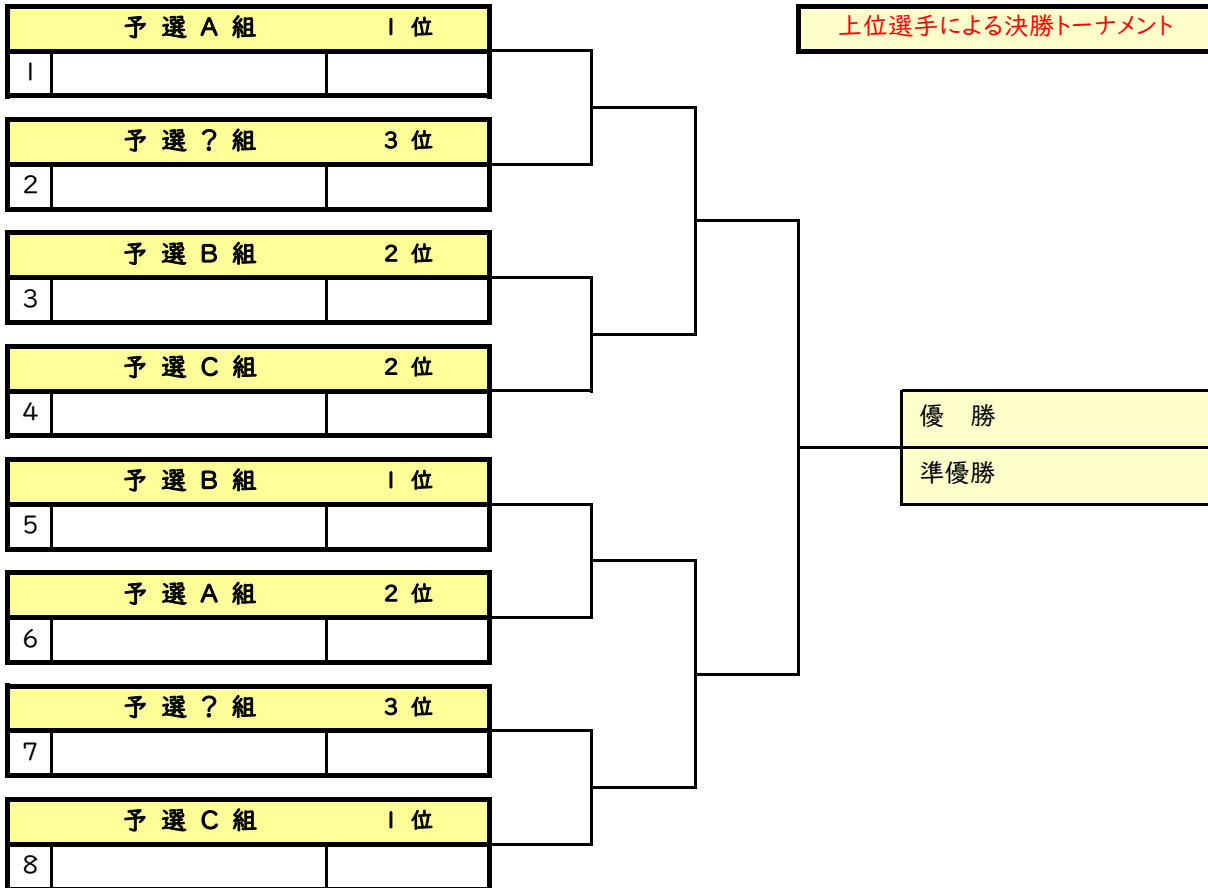 予 選 A 組 1 位
上位選手による決勝トーナメント
1
予 選 ? 組 3 位
2
予 選 B 組 2 位
3
予 選 C 組 2 位
4
優 勝
予 選 B 組 1 位
準優勝
5
予 選 A 組 2 位
6
予 選 ? 組 3 位
7
予 選 C 組 1 位
8